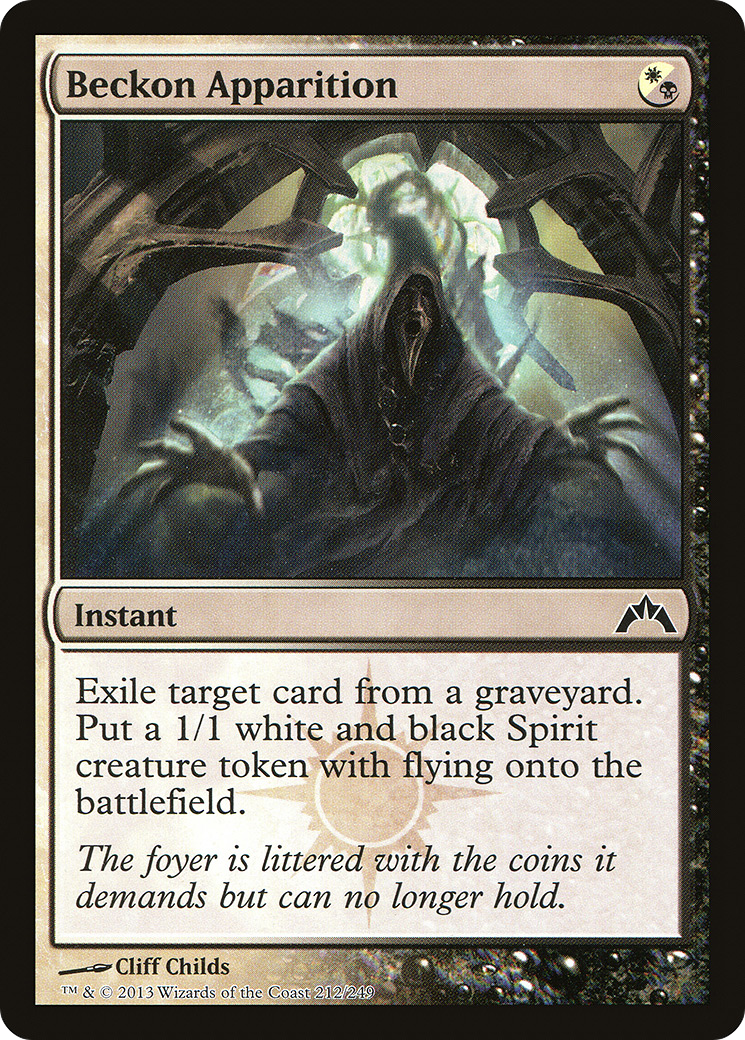 Beckon Apparition
Instant
Exile target card from a graveyard.
Put a 1/1 white and black Spirit
creature token with flying onto the
battlefield.
The foyer is littered with the coins it
demands but can no longer hold.
Cliff Childs
™ & © 2013 Wizards of the Coast 212/249